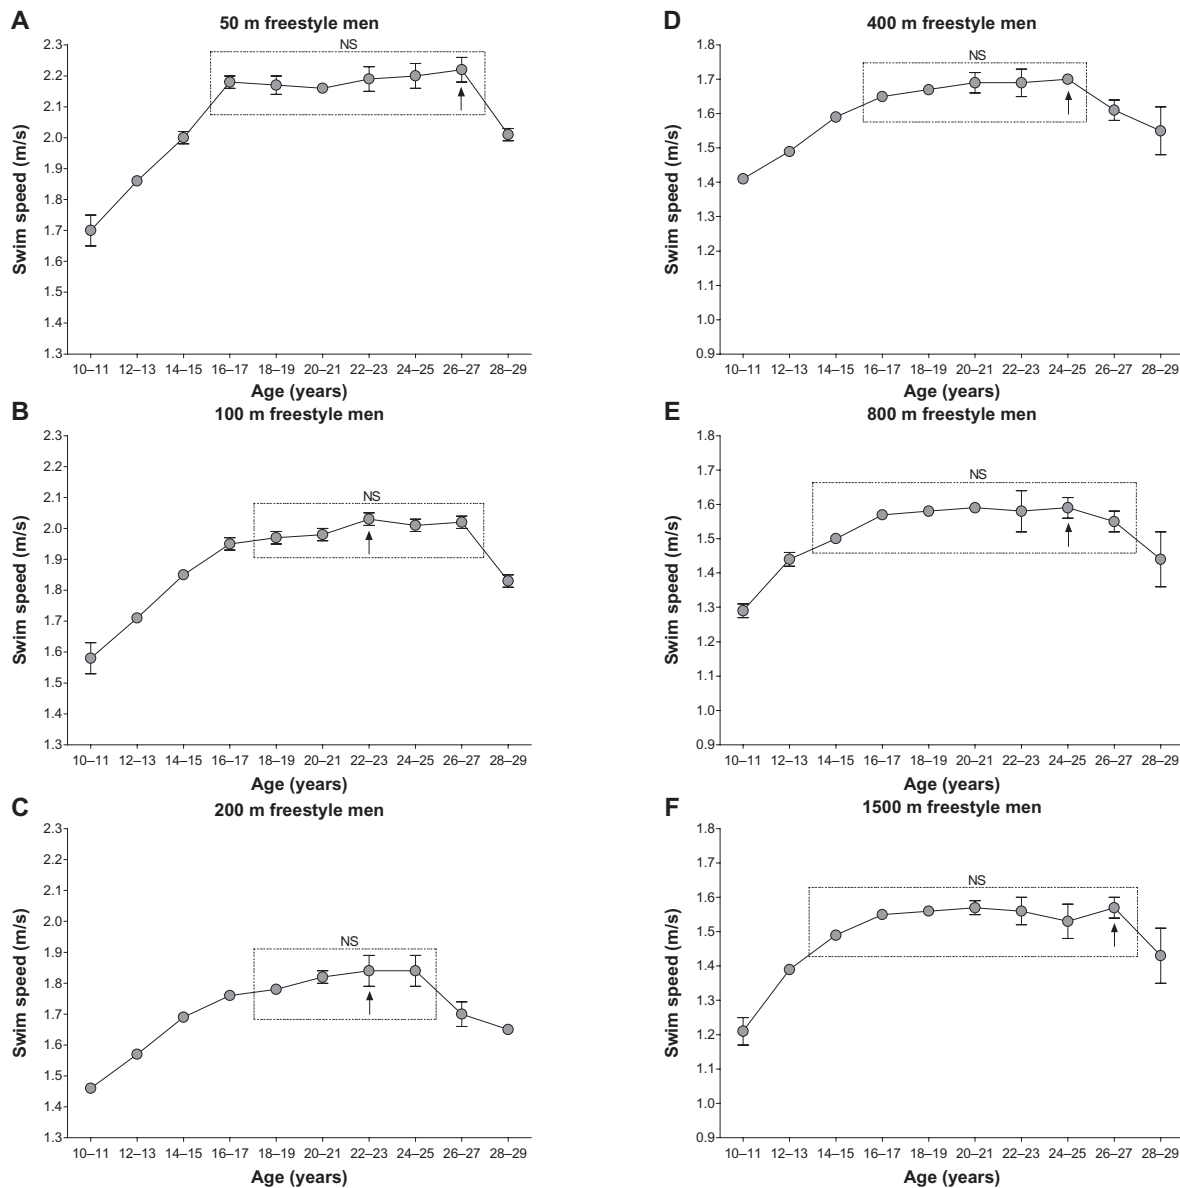 A
50 m freestyle men
NS
2.3
2.2
2.1
2.0
1.9
1.8
1.7
1.6
1.5
1.4
1.3
Swim speed (m/s)
10–11 12–13 14–15 16–17 18–19 20–21 22–23 24–25 26–27 28–29
Age (years)
B
100 m freestyle men
NS
2.3
2.2
2.1
2.0
1.9
1.8
1.7
1.6
1.5
1.4
1.3
Swim speed (m/s)
10–11 12–13 14–15 16–17 18–19 20–21 22–23 24–25 26–27 28–29
Age (years)
C
200 m freestyle men
NS
2.3
2.2
2.1
2.0
1.9
1.8
1.7
1.6
1.5
1.4
1.3
Swim speed (m/s)
10–11 12–13 14–15 16–17 18–19 20–21 22–23 24–25 26–27 28–29
Age (years)
D
400 m freestyle men
NS
1.8
1.7
1.6
1.5
1.4
1.3
1.2
1.1
1.0
0.9
Swim speed (m/s)
10–11 12–13 14–15 16–17 18–19 20–21 22–23 24–25 26–27 28–29
Age (years)
E
800 m freestyle men
NS
1.8
1.7
1.6
1.5
1.4
1.3
1.2
1.1
1.0
0.9
Swim speed (m/s)
10–11 12–13 14–15 16–17 18–19 20–21 22–23 24–25 26–27 28–29
Age (years)
F
1500 m freestyle men
NS
1.8
1.7
1.6
1.5
1.4
1.3
1.2
1.1
1.0
0.9
Swim speed (m/s)
10–11 12–13 14–15 16–17 18–19 20–21 22–23 24–25 26–27 28–29
Age (years)